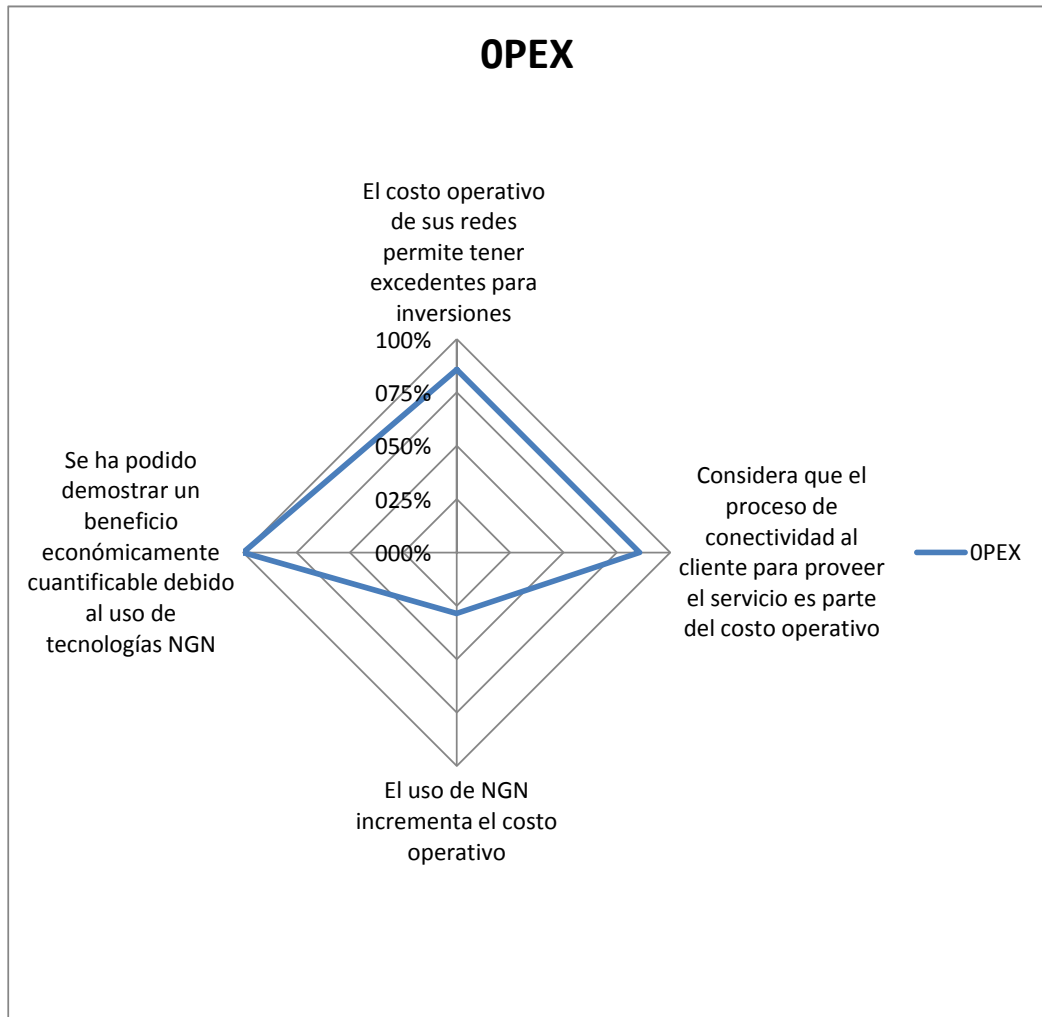 OPEX
El costo operativo
de sus redes
permite tener
excedentes para
inversiones
100%
075%
050%
025%
000%
Se ha podido
demostrar un
beneficio
económicamente
cuantificable debido
al uso de
tecnologías NGN
Considera que el
proceso de
conectividad al
cliente para proveer
el servicio es parte
del costo operativo
OPEX
El uso de NGN
incrementa el costo
operativo